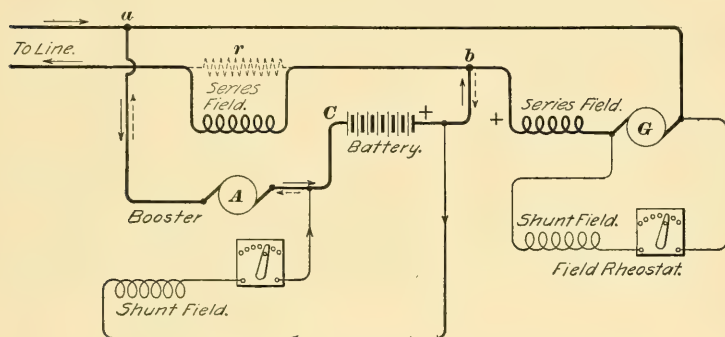 a
To Line.
r
b
Series
Field.
C
+
Battery.
+
Series Field.
G
A
Booster
Shunt Field.
Field Rheostat.
Shunt Field.